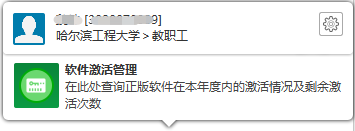 哈尔滨工程大学 > 教职工
软件激活管理
在此处查询正版软件在本年度内的激活情况及剩余激
活次数